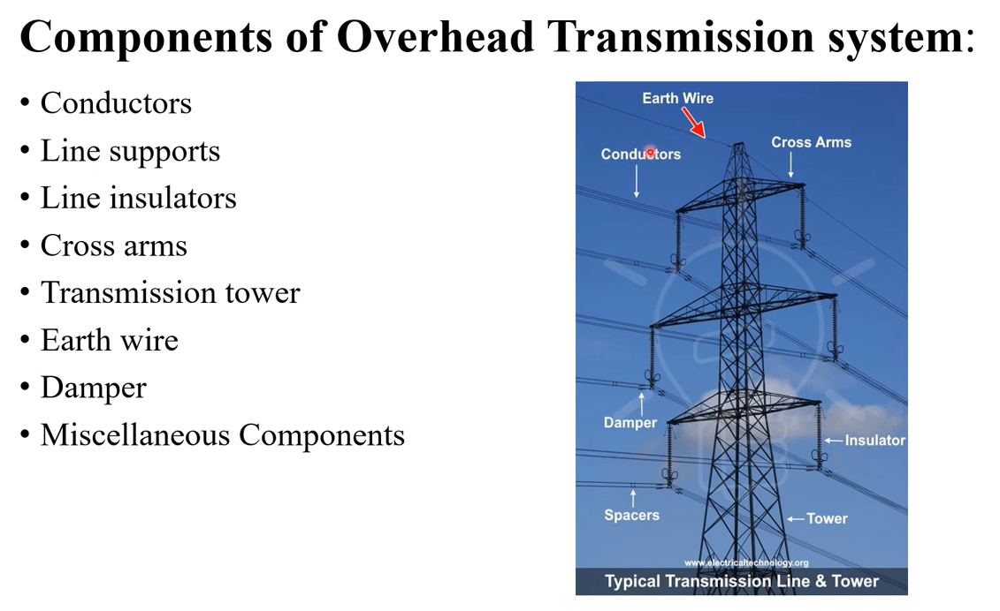 Components of Overhead Transmission system:
• Conductors
• Line supports
• Line insulators
• Cross arms
• Transmission tower
• Earth wire
• Damper
• Miscellaneous Components
Earth Wire
Conductors
Cross Arms
Damper
Insulator
Spacers
Tower
www.electricaltechnology.org
Typical Transmission Line & Tower